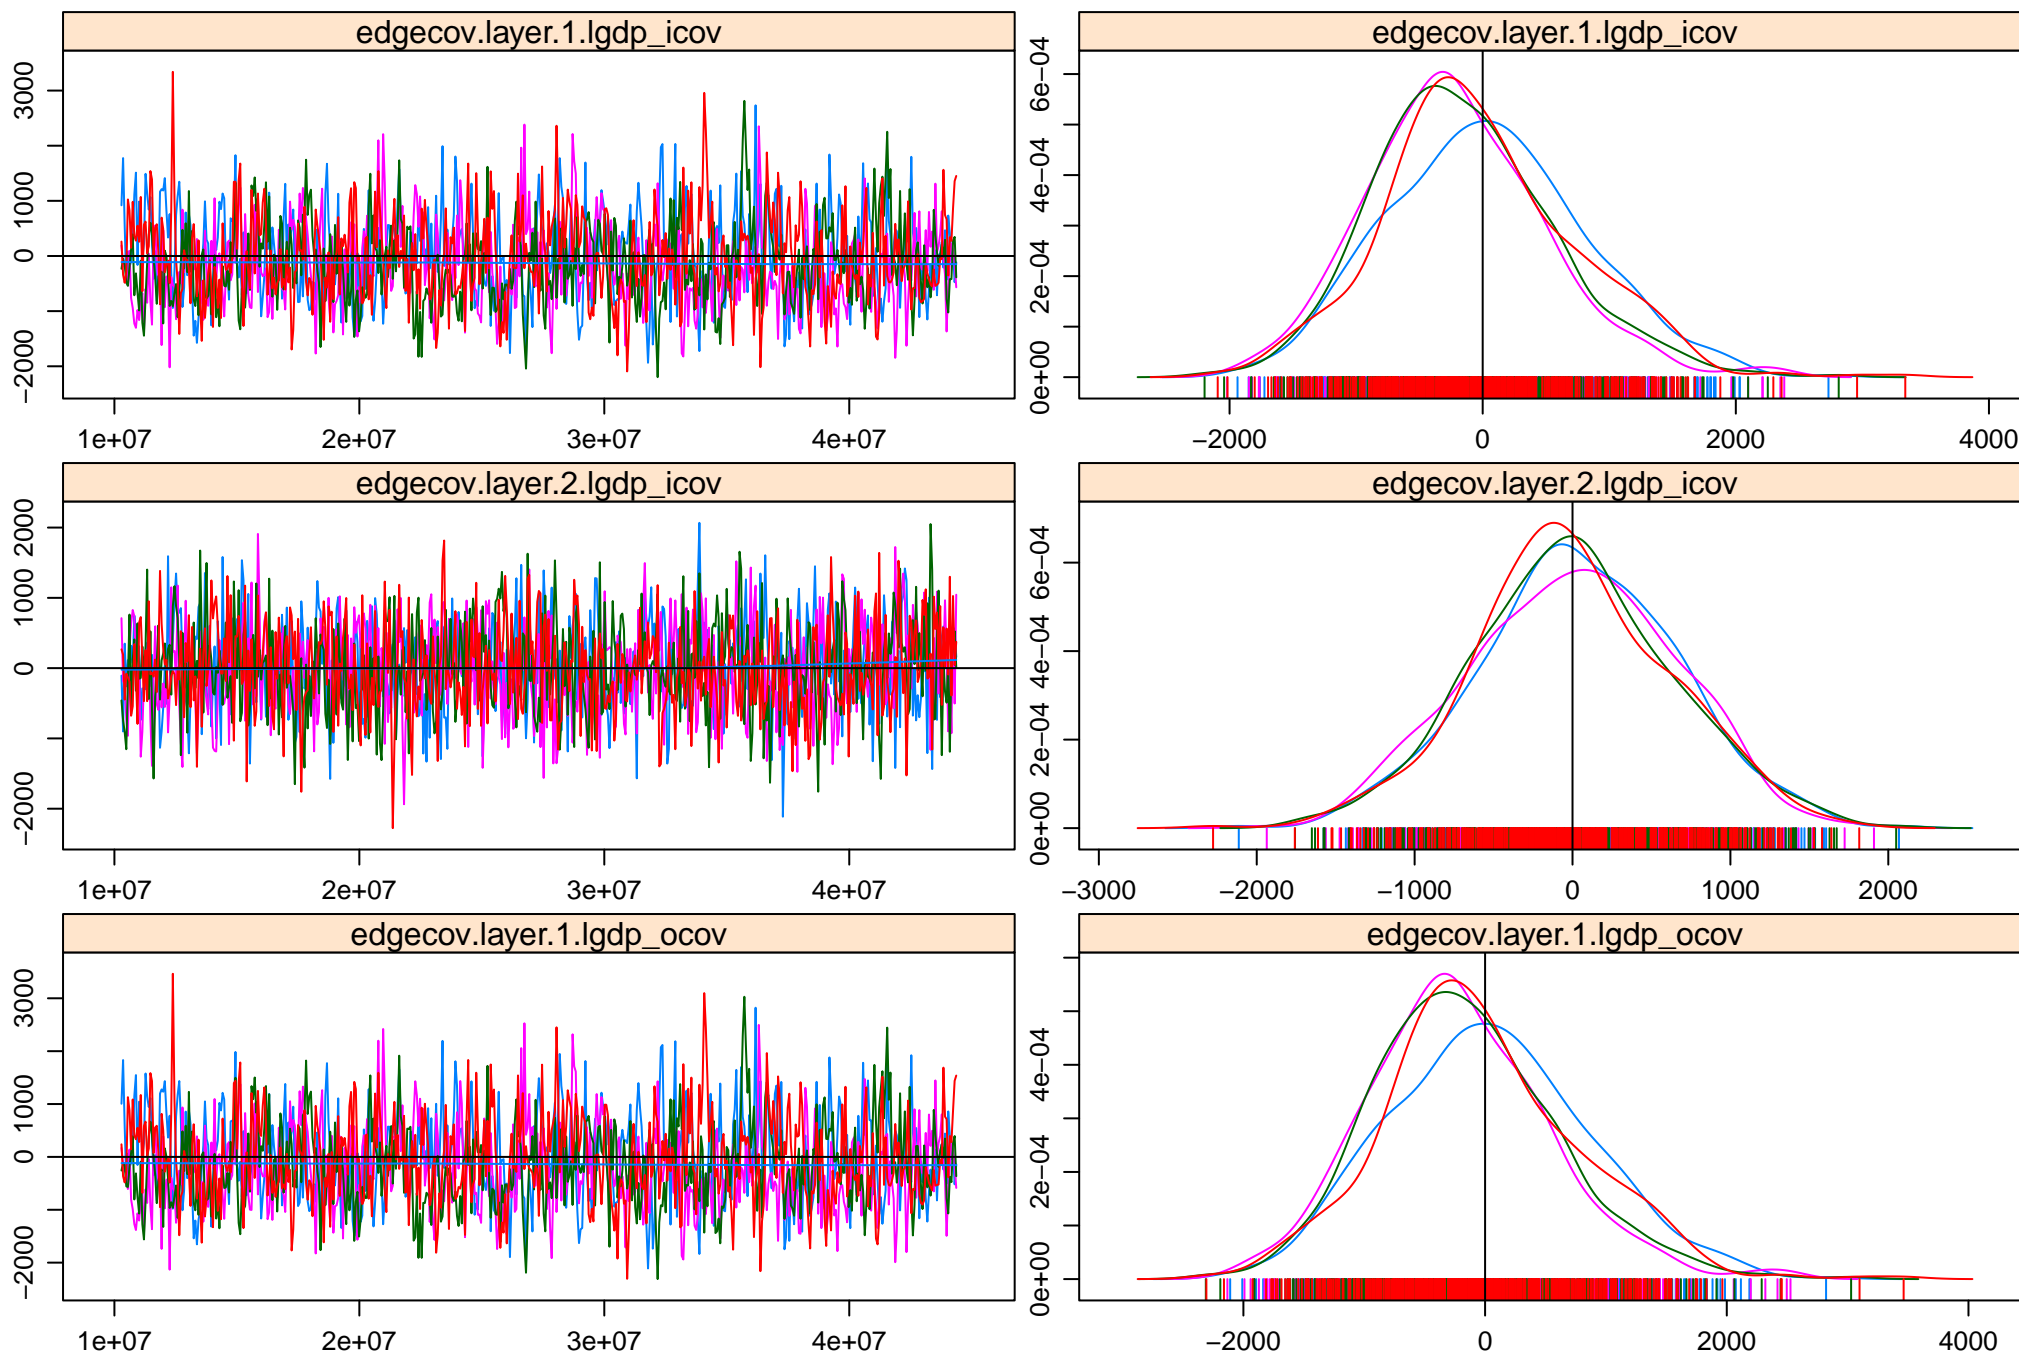 edgecov.layer.1.lgdp_icov
3000
1000
0
−2000
1e+07 2e+07 3e+07 4e+07
edgecov.layer.1.lgdp_icov
6e−04
4e−04
2e−04
0e+00
−2000 0 2000 4000
edgecov.layer.2.lgdp_icov
2000
1000
0
−2000
1e+07 2e+07 3e+07 4e+07
edgecov.layer.2.lgdp_icov
6e−04
4e−04
2e−04
0e+00
−3000 −2000 −1000 0 1000 2000
edgecov.layer.1.lgdp_ocov
3000
1000
0
−2000
1e+07 2e+07 3e+07 4e+07
edgecov.layer.1.lgdp_ocov
4e−04
2e−04
0e+00
−2000 0 2000 4000